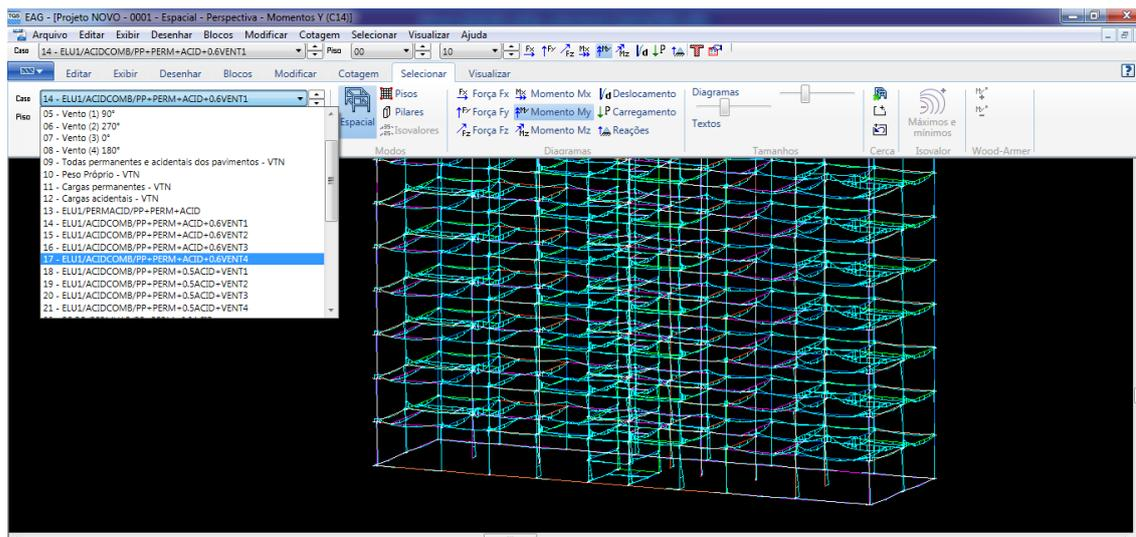 TQS EAG - [Projeto NOVO - 0001 - Espacial - Perspectiva - Momentos Y (C14)]
Arquivo Editar Exibir Desenhar Blocos Modificar Cotagem Selecionar Visualizar Ajuda
Caso 14 - ELU1/ACIDCOMB/PP+PERM+ACID+0.6VENT1 Piso 00 10
Editar Exibir Desenhar Blocos Modificar Cotagem Selecionar Visualizar
Caso 14 - ELU1/ACIDCOMB/PP+PERM+ACID+0.6VENT1
Piso
05 - Vento (1) 90°
06 - Vento (2) 270°
07 - Vento (3) 0°
08 - Vento (4) 180°
09 - Todas permanentes e acidentais dos pavimentos - VTN
10 - Peso Próprio - VTN
11 - Cargas permanentes - VTN
12 - Cargas acidentais - VTN
13 - ELU1/PERMACID/PP+PERM+ACID
14 - ELU1/ACIDCOMB/PP+PERM+ACID+0.6VENT1
15 - ELU1/ACIDCOMB/PP+PERM+ACID+0.6VENT2
16 - ELU1/ACIDCOMB/PP+PERM+ACID+0.6VENT3
17 - ELU1/ACIDCOMB/PP+PERM+ACID+0.6VENT4
18 - ELU1/ACIDCOMB/PP+PERM+0.5ACID+VENT1
19 - ELU1/ACIDCOMB/PP+PERM+0.5ACID+VENT2
20 - ELU1/ACIDCOMB/PP+PERM+0.5ACID+VENT3
21 - ELU1/ACIDCOMB/PP+PERM+0.5ACID+VENT4
Espacial
Pisos
Pilares
Isovalores
Modos
Fx Força Fx Mx Momento Mx Deslocamento
Fy Força Fy My Momento My P Carregamento
Fz Força Fz Mz Momento Mz Reações
Diagramas
Diagramas
Textos
Tamanhos
Cerca
Máximos e
mínimos
Isovalor
Wood-Armer